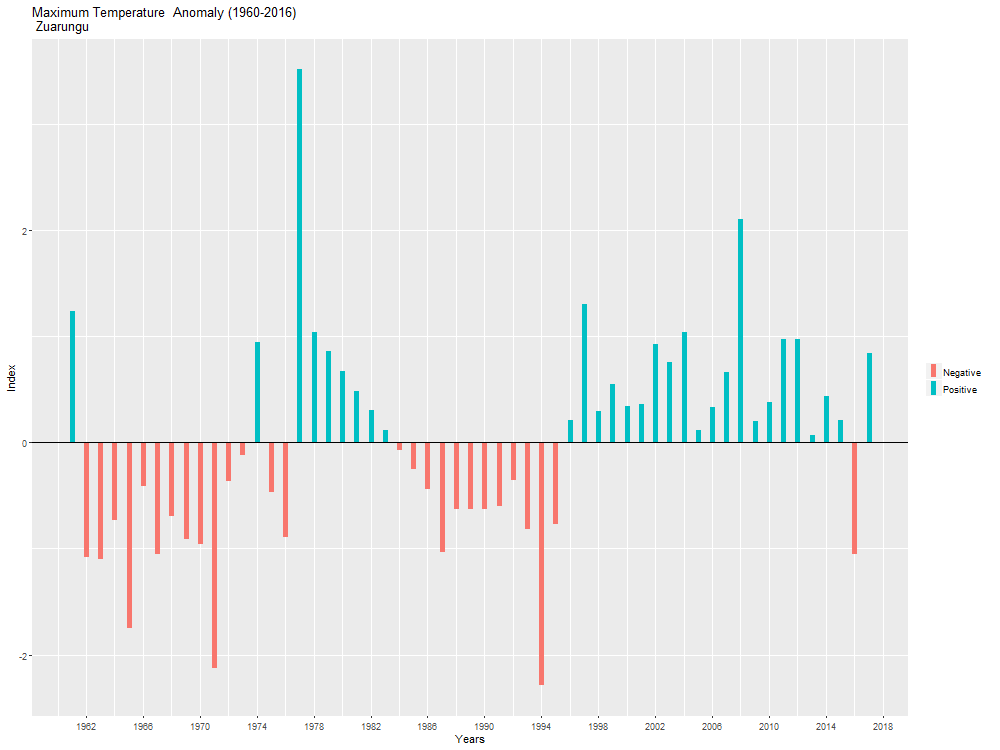 Maximum Temperature  Anomaly (1960-2016)
Zuarungu
Index
2
0
-2
1962 1966 1970 1974 1978 1982 1986 1990 1994 1998 2002 2006 2010 2014 2018
Years
Negative
Positive